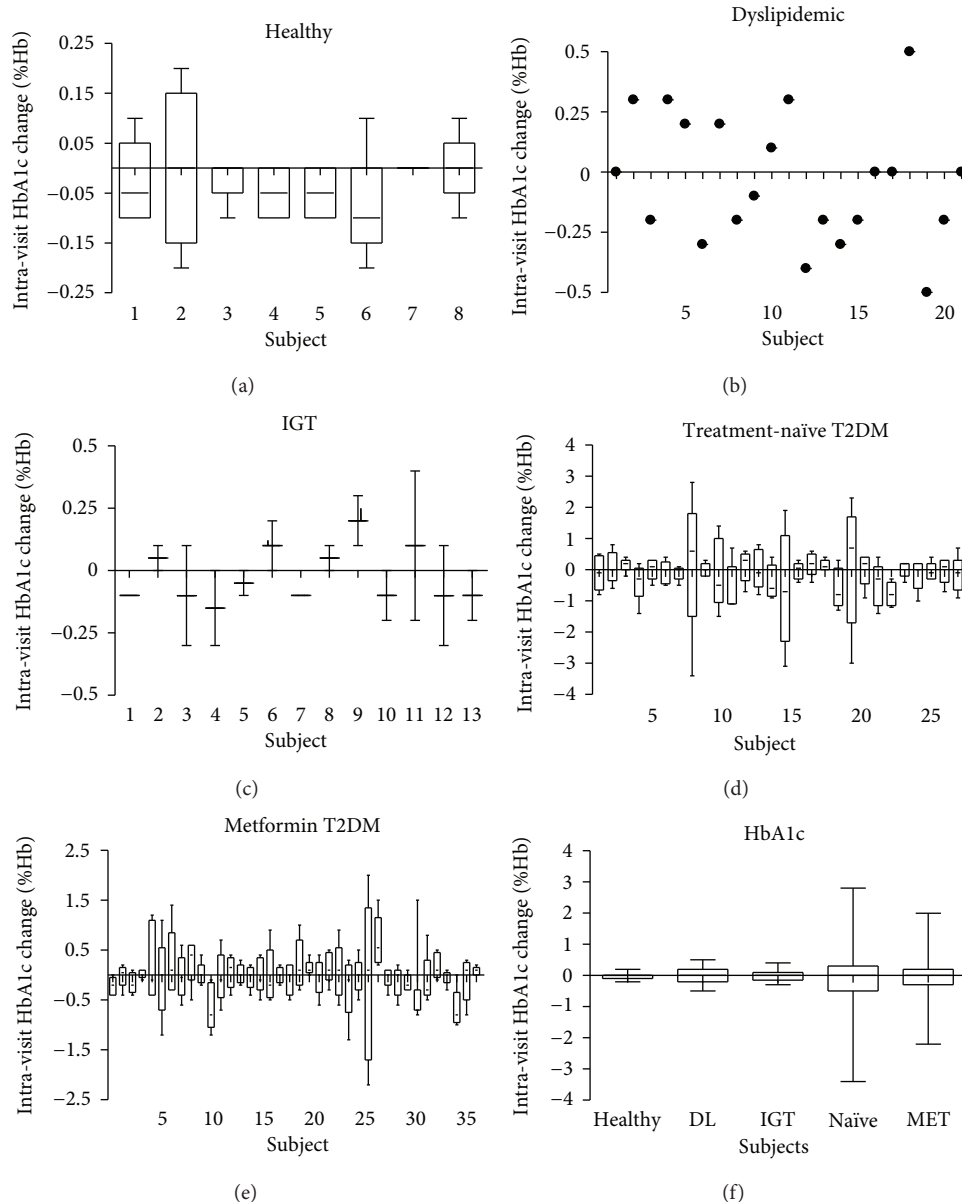 Healthy
Intra-visit HbA1c change (%Hb)
0.25
0.15
0.05
−0.05
−0.15
−0.25
1 2 3 4 5 6 7 8
Subject
(a)
Dyslipidemic
Intra-visit HbA1c change (%Hb)
0.5
0.25
0
−0.25
−0.5
5 10 15 20
Subject
(b)
IGT
Intra-visit HbA1c change (%Hb)
0.5
0.25
0
−0.25
−0.5
1 2 3 4 5 6 7 8 9 10 11 12 13
Subject
(c)
Treatment-naïve T2DM
Intra-visit HbA1c change (%Hb)
4
3
2
1
0
−1
−2
−3
−4
5 10 15 20 25
Subject
(d)
Metformin T2DM
Intra-visit HbA1c change (%Hb)
2.5
1.5
0.5
−0.5
−1.5
−2.5
5 10 15 20 25 30 35
Subject
(e)
HbA1c
Intra-visit HbA1c change (%Hb)
4
3
2
1
0
−1
−2
−3
−4
Healthy DL IGT Naïve MET
Subjects
(f)